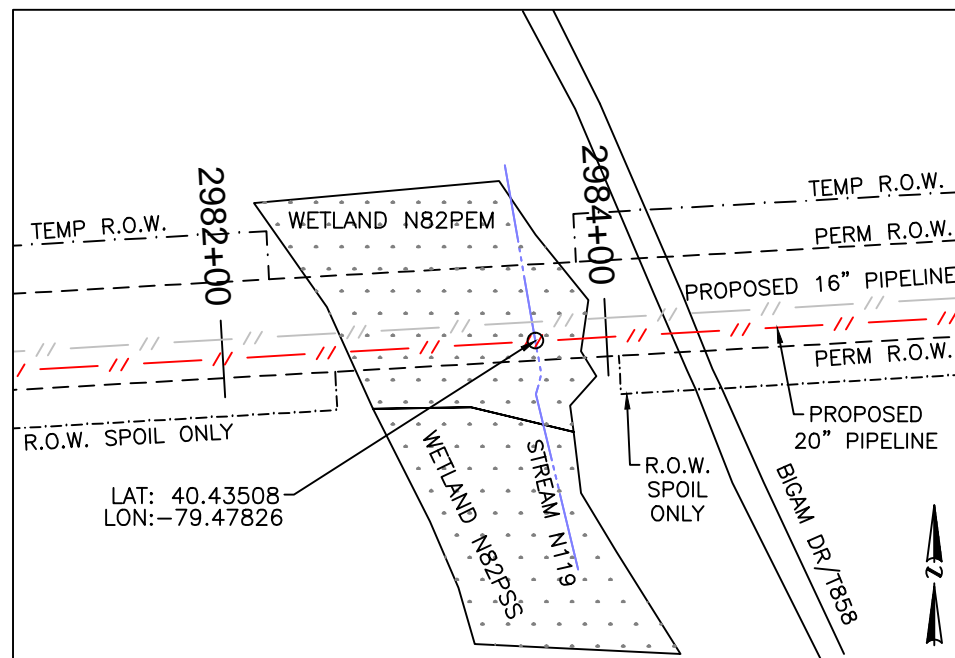 2982+00
2984+00
TEMP R.O.W.
WETLAND N82PEM
TEMP R.O.W.
PERM R.O.W.
PROPOSED 16” PIPELINE
PERM R.O.W.
R.O.W. SPOIL ONLY
PROPOSED
20” PIPELINE
WETLAND N82PSS
STREAM N119
R.O.W.
SPOIL
ONLY
LAT: 40.43508
LON:-79.47826
BIGAM DR/T858
N